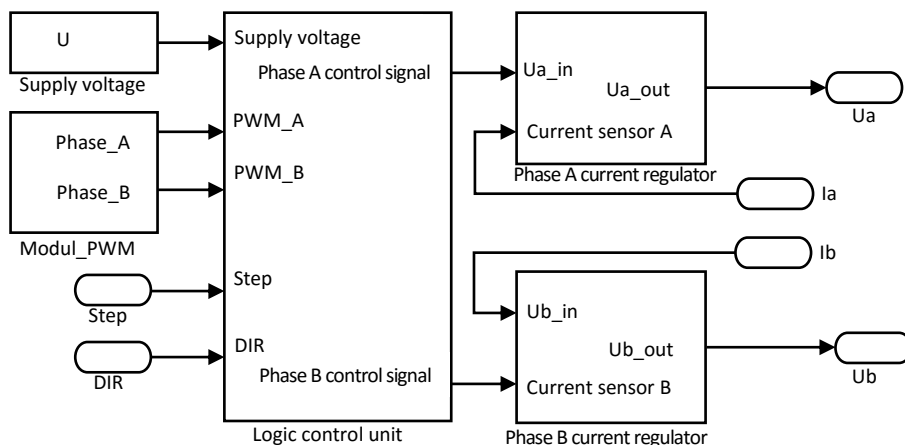 U
Supply voltage
Phase_A
Phase_B
Modul_PWM
Step
DIR
Supply voltage
Phase A control signal
PWM_A
PWM_B
Step
DIR
Phase B control signal
Logic control unit
Ua_in
Ua_out
Current sensor A
Phase A current regulator
Ua
Ia
Ib
Ub_in
Ub_out
Current sensor B
Phase B current regulator
Ub